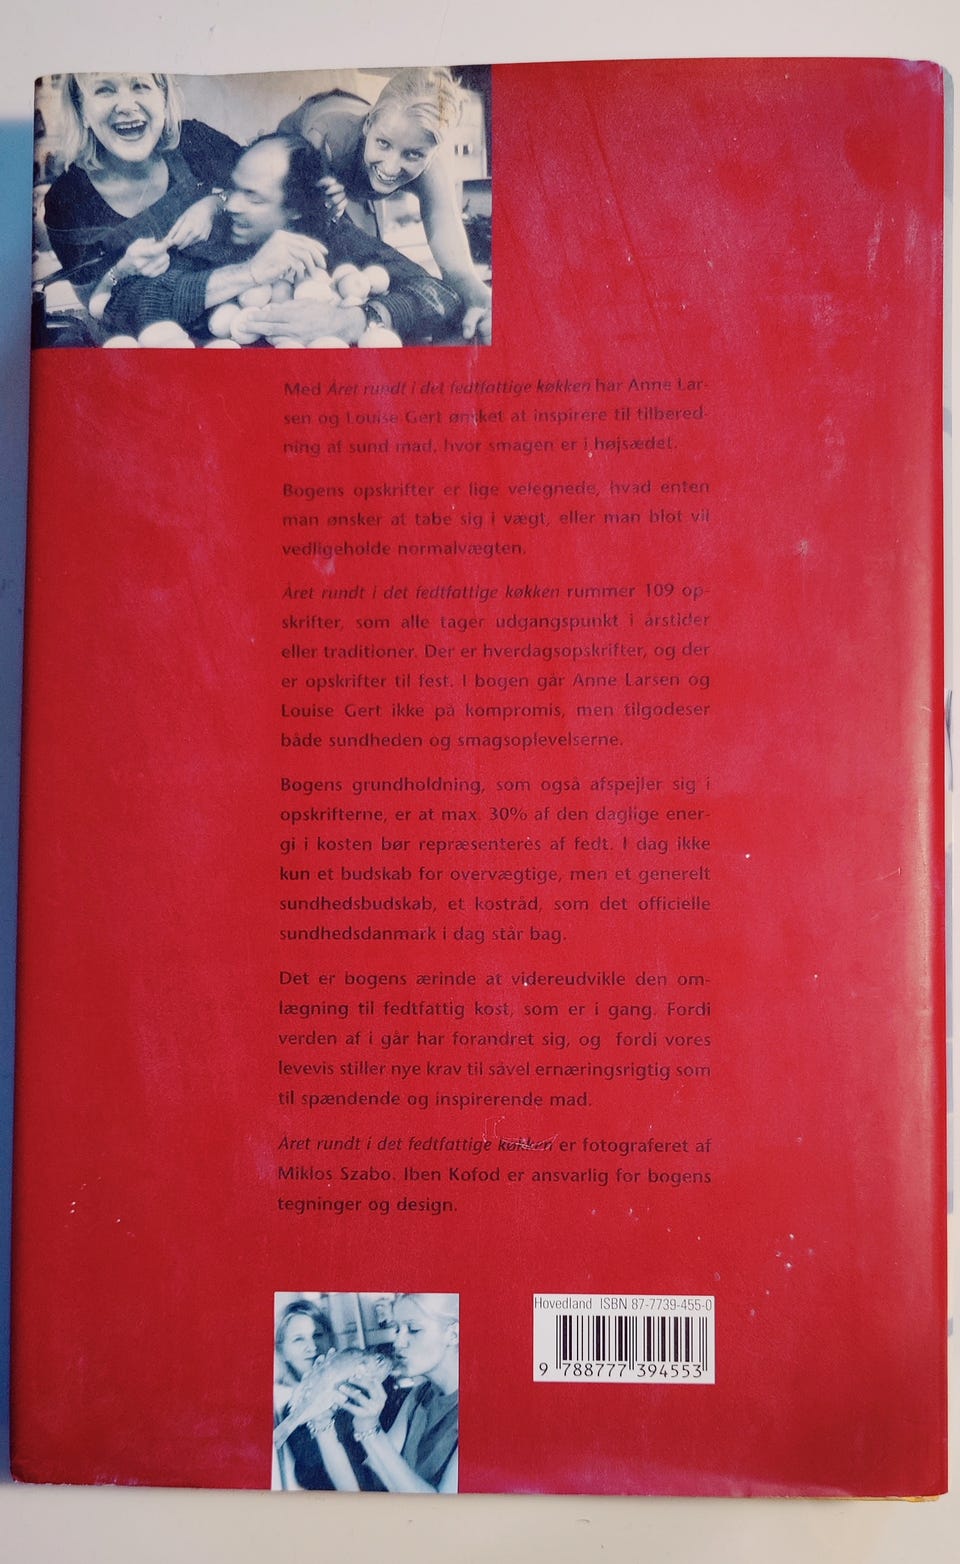 Med Året rundt i det fedtfattige køkken har Anne Lar-
sen og Louise Gert ønsket at inspirere til tilbered-
ning af sund mad, hvor smagen er i højsædet.
Bogens opskrifter er lige velegnede, hvad enten
man ønsker at tabe sig i vægt, eller man blot vil
vedligeholde normalvægten.
Året rundt i det fedtfattige køkken rummer 109 op-
skrifter, som alle tager udgangspunkt i årstider
eller traditioner. Der er hverdagsopskrifter, og der
er opskrifter til fest. I bogen går Anne Larsen og
Louise Gert ikke på kompromis, men tilgodeser
både sundheden og smagsoplevelserne.
Bogens grundholdning, som også afspejler sig i
opskrifterne, er at max. 30% af den daglige ener-
gi i kosten bør repræsenteres af fedt. I dag ikke
kun et budskab for overvægtige, men et generelt
sundhedsbudskab, et kostråd, som det officielle
sundhedsdanmark i dag står bag.
Det er bogens ærinde at videreudvikle den om-
lægning til fedtfattig kost, som er i gang. Fordi
verden af i går har forandret sig, og fordi vores
levevis stiller nye krav til såvel ernæringsrigtig som
til spændende og inspirerende mad.
Året rundt i det fedtfattige køkken er fotograferet af
Miklos Szabo. Iben Kofod er ansvarlig for bogens
tegninger og design.
Hovedland ISBN 87-7739-455-0
9 788777 394553